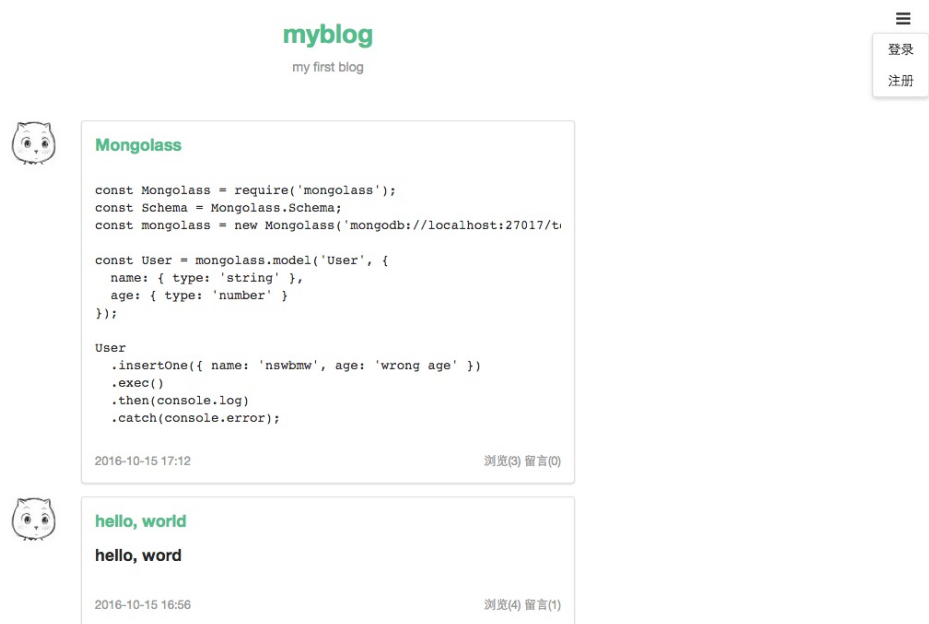 myblog
my first blog
登录
注册
Mongolass
const Mongolass = require('mongolass');
const Schema = Mongolass.Schema;
const mongolass = new Mongolass('mongodb://localhost:27017/t
const User = mongolass.model('User', {
  name: { type: 'string' },
  age: { type: 'number' }
});
User
  .insertOne({ name: 'nswbmw', age: 'wrong age' })
  .exec()
  .then(console.log)
  .catch(console.error);
2016-10-15 17:12 浏览(3) 留言(0)
hello, world
hello, word
2016-10-15 16:56 浏览(4) 留言(1)